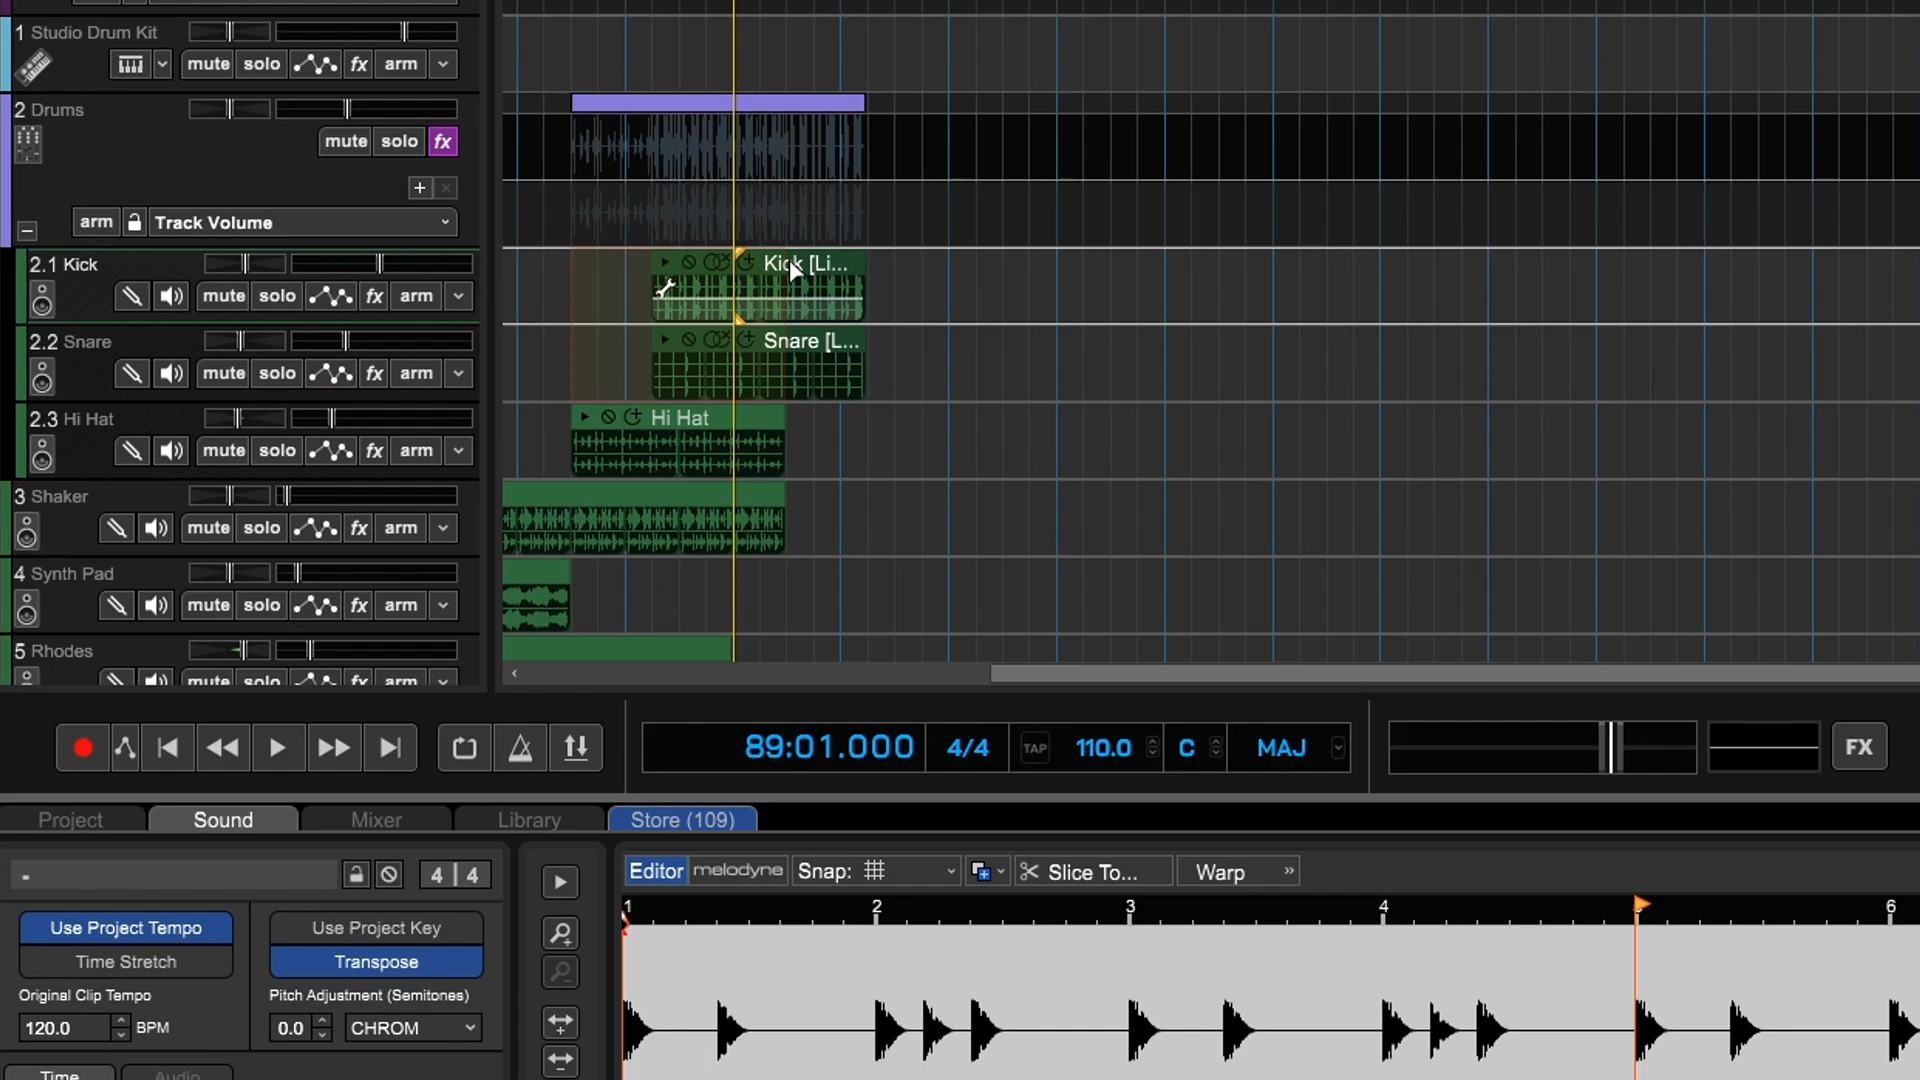 1 Studio Drum Kit
mute solo fx arm
2 Drums
mute solo fx
arm Track Volume
2.1 Kick
mute solo fx arm
Kick [Li...
2.2 Snare
mute solo fx arm
Snare [L...
2.3 Hi Hat
mute solo fx arm
Hi Hat
3 Shaker
mute solo fx arm
4 Synth Pad
mute solo fx arm
5 Rhodes
mute solo fx arm
89:01.000 4/4 TAP 110.0 C MAJ FX
Project Sound Mixer Library Store (109)
- 4 4
Editor melodyne Snap: Slice To... Warp »
1 2 3 4 6
Use Project Tempo Use Project Key
Time Stretch Transpose
Original Clip Tempo Pitch Adjustment (Semitones)
120.0 BPM 0.0 CHROM
Time Audio